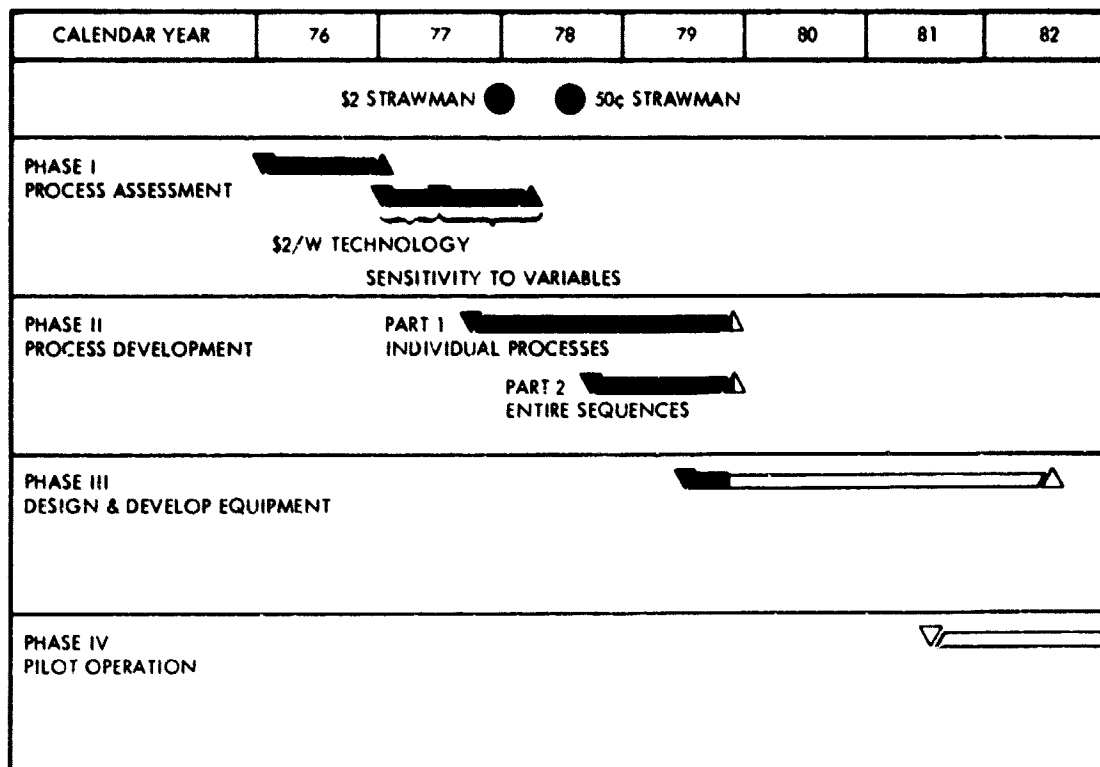 CALENDAR YEAR 76 77 78 79 80 81 82
$2 STRAWMAN 50¢ STRAWMAN
PHASE I
PROCESS ASSESSMENT
$2/W TECHNOLOGY
SENSITIVITY TO VARIABLES
PHASE II
PROCESS DEVELOPMENT
PART 1
INDIVIDUAL PROCESSES
PART 2
ENTIRE SEQUENCES
PHASE III
DESIGN & DEVELOP EQUIPMENT
PHASE IV
PILOT OPERATION